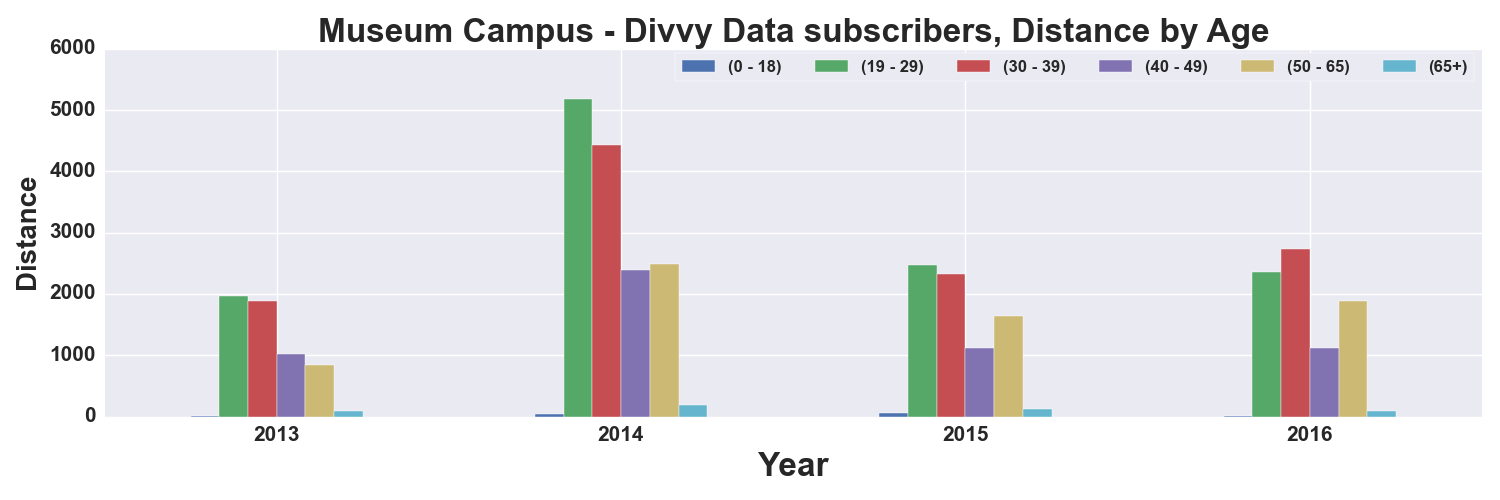 Museum Campus - Divvy Data subscribers, Distance by Age
6000
(0 - 18) (19 - 29) (30 - 39) (40 - 49) (50 - 65) (65+)
5000
4000
3000
2000
1000
0
Distance
2013 2014 2015 2016
Year